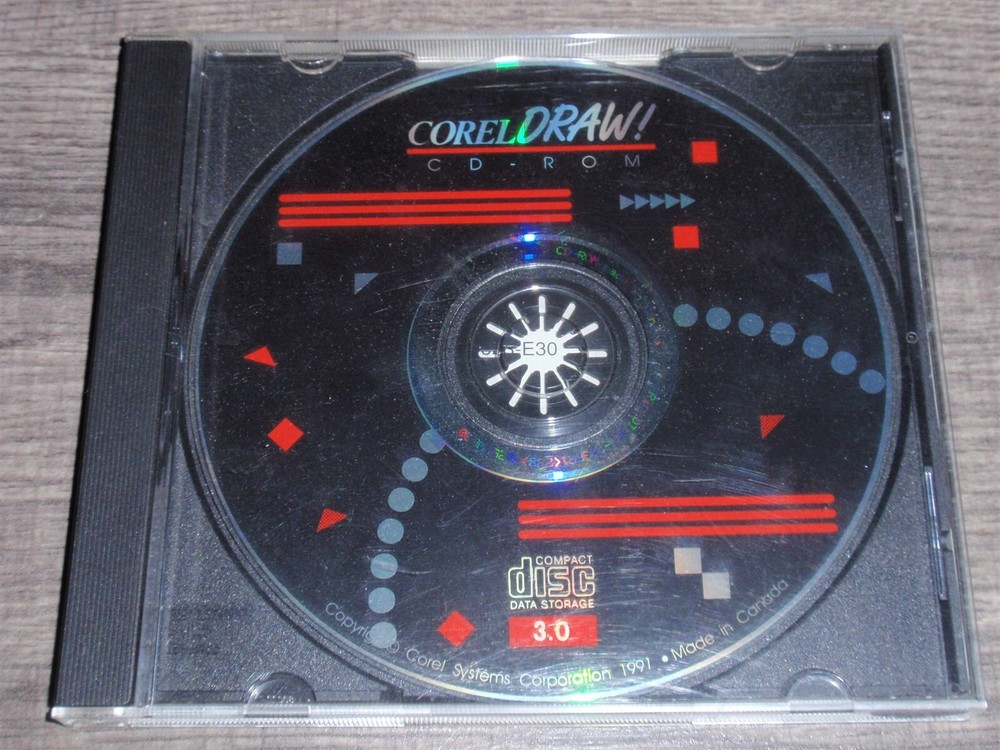 CORELDRAW!
CD-ROM
E30
COMPACT
disc
DATA STORAGE
3.0
Copyright © Corel Systems Corporation 1991 • Made in Canada